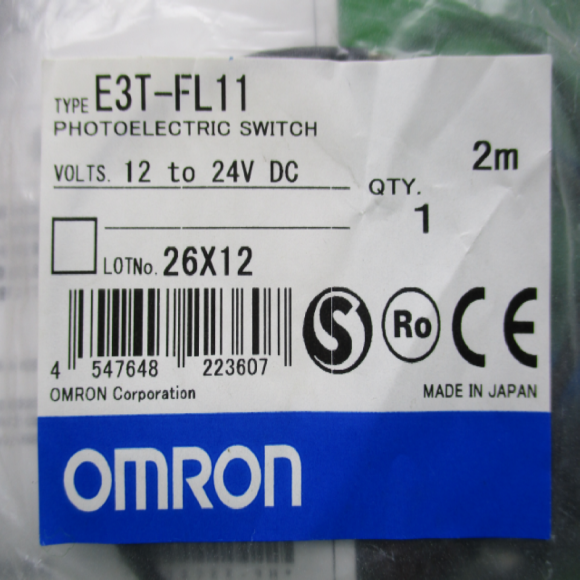 TYPE E3T-FL11
PHOTOELECTRIC SWITCH
2m
VOLTS. 12 to 24V DC
QTY.
1
LOTNo. 26X12
S
Ro
CE
4 547648 223607
OMRON Corporation
MADE IN JAPAN
OMRON